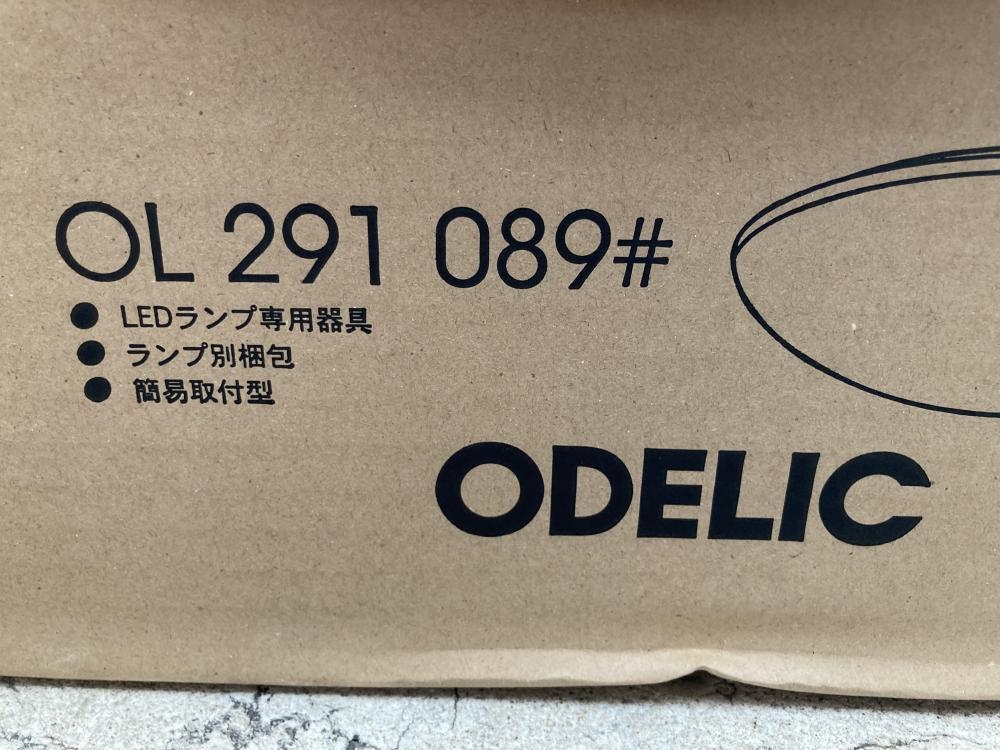 OL 291 089#
● LEDランプ専用器具
● ランプ別梱包
● 簡易取付型
ODELIC